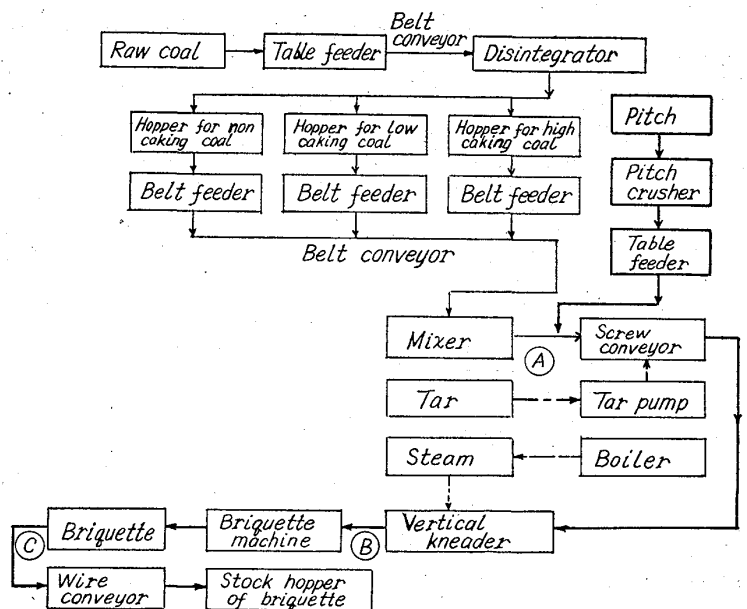 Raw coal
Table feeder
Belt
conveyor
Disintegrator
Hopper for non
caking coal
Hopper for low
caking coal
Hopper for high
caking coal
Pitch
Belt feeder
Belt feeder
Belt feeder
Pitch
crusher
Belt conveyor
Table
feeder
Mixer
A
Screw
conveyor
Tar
Tar pump
Steam
Boiler
C
Briquette
Briquette
machine
B
Vertical
kneader
Wire
conveyor
Stock hopper
of briquette